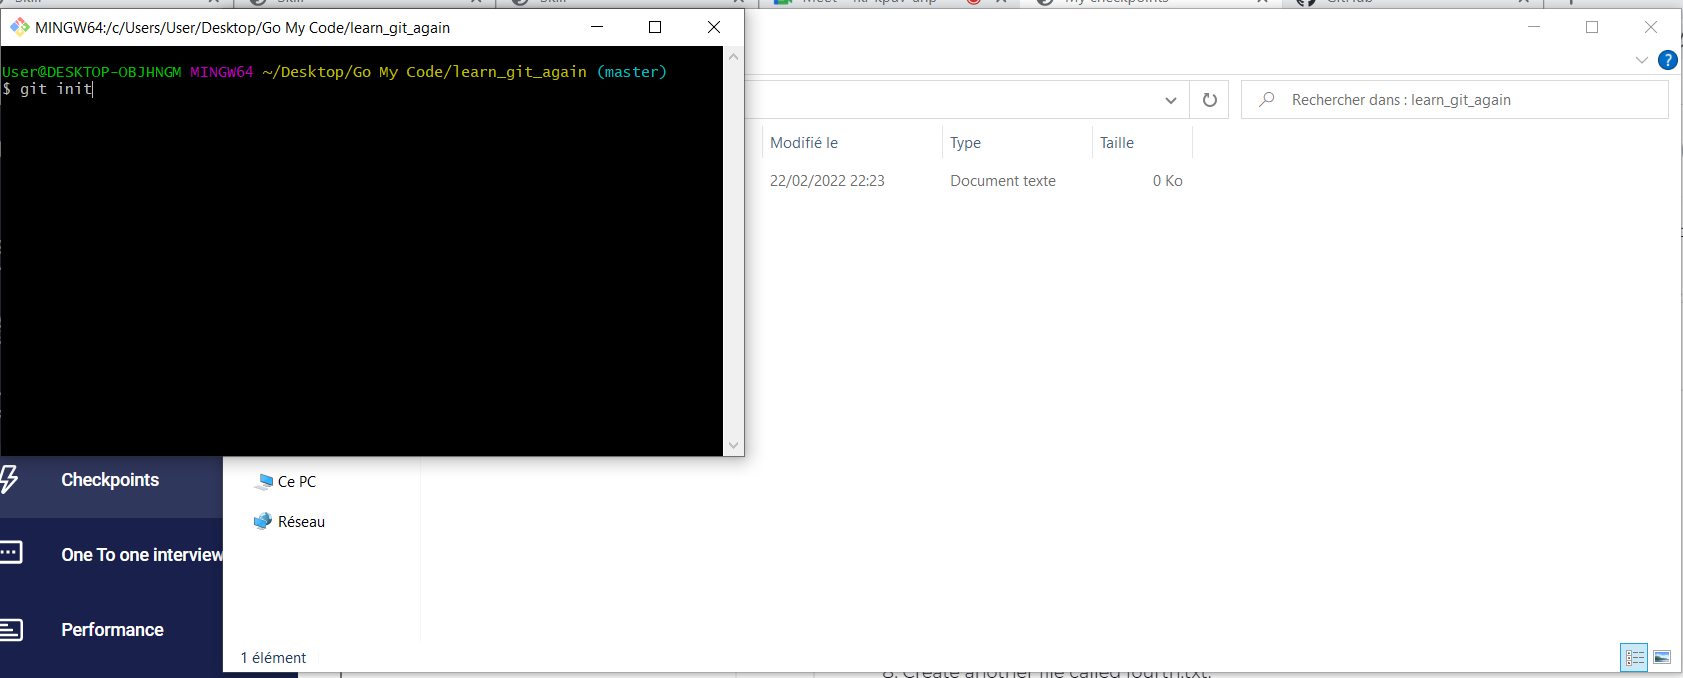 GitHub
MINGW64:/c/Users/User/Desktop/Go My Code/learn_git_again
User@DESKTOP-OBJHNGM MINGW64 ~/Desktop/Go My Code/learn_git_again (master)
$ git init
?
Rechercher dans : learn_git_again
Modifié le
Type
Taille
22/02/2022 22:23
Document texte
0 Ko
Checkpoints
One To one interview
Performance
Ce PC
Réseau
1 élément
8. Create another file called fourth.txt.